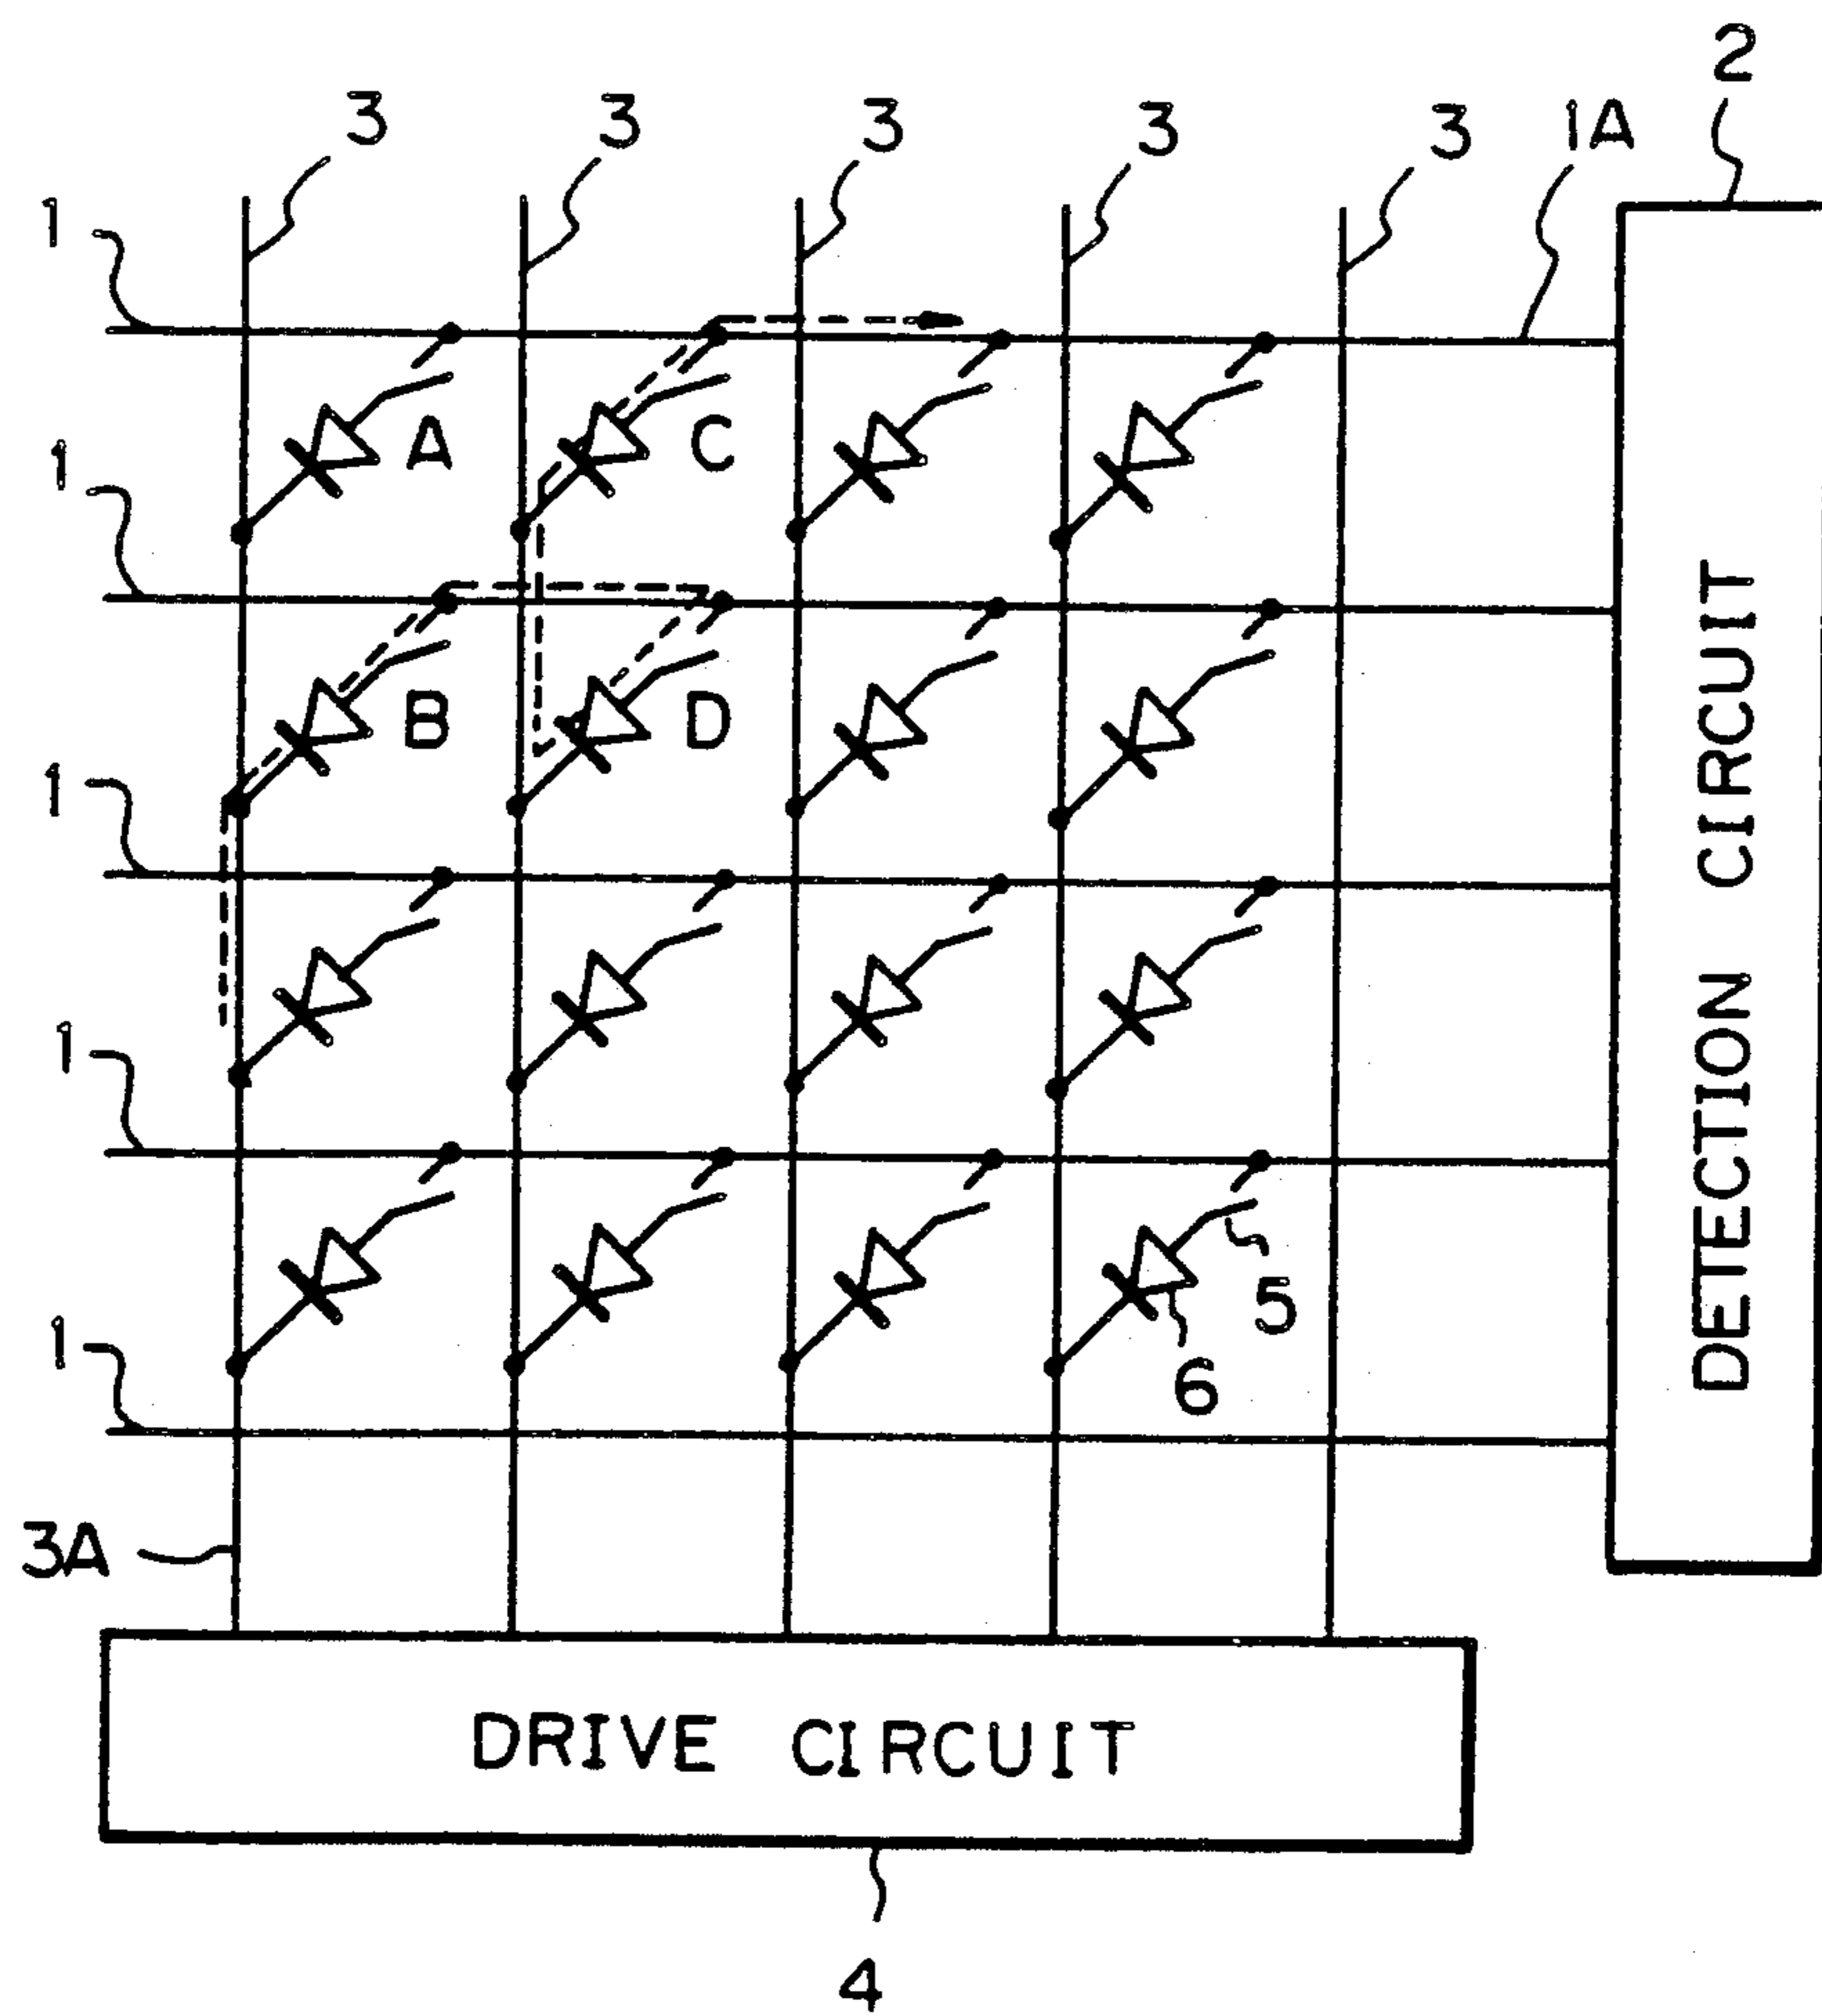 2
3 3 3 3 3 1A
1
A C
1
B D
1
1
5
6
1
3A
DETECTION CIRCUIT
DRIVE CIRCUIT
4